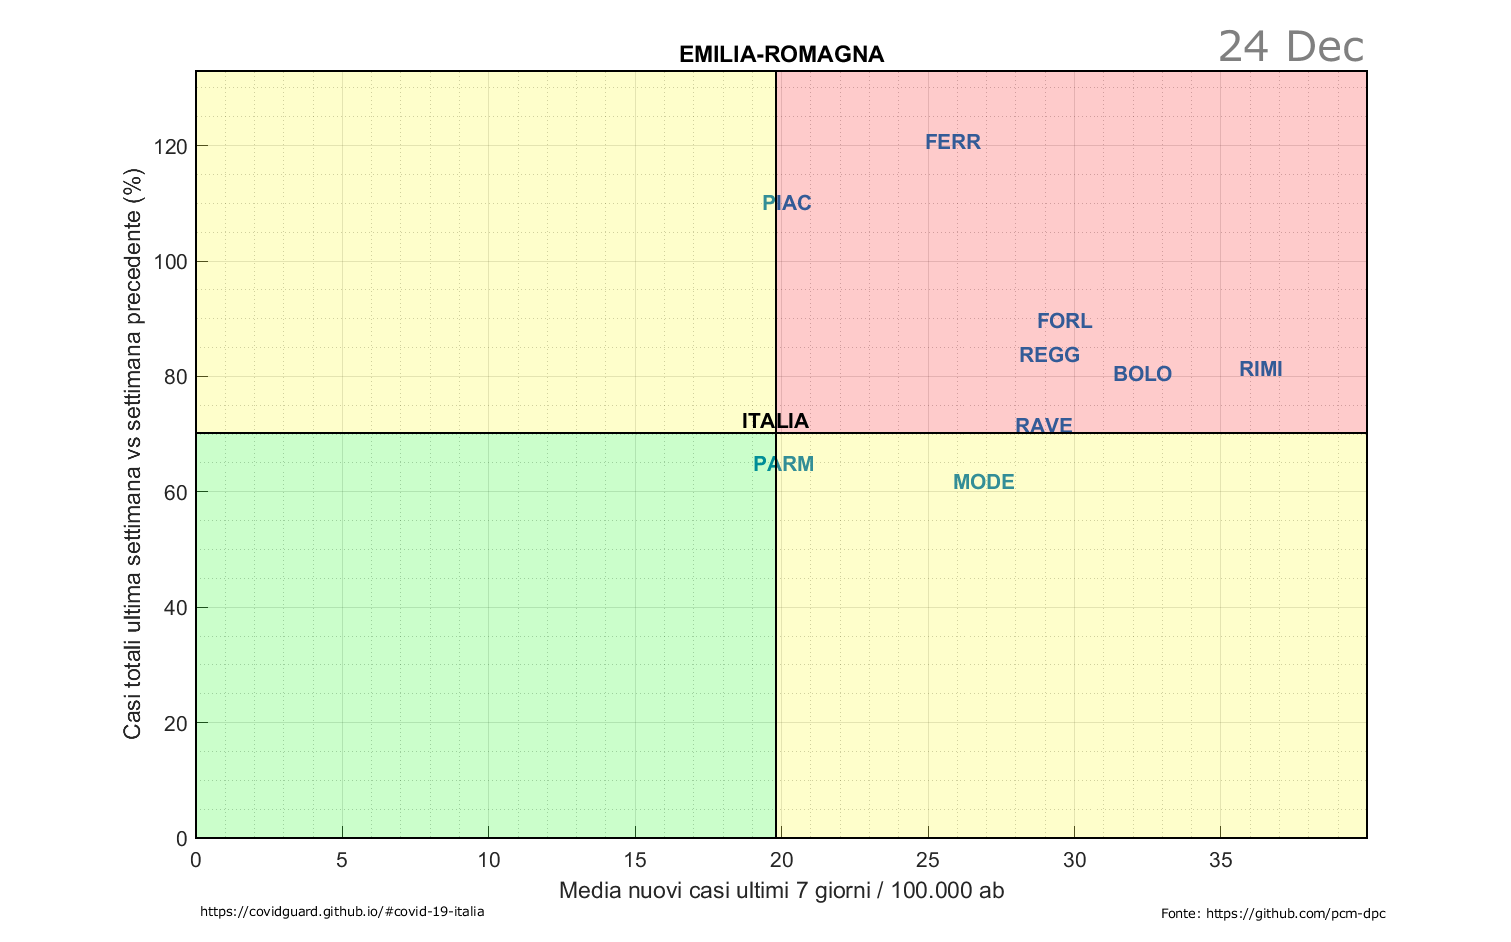 24 Dec
EMILIA-ROMAGNA
Casi totali ultima settimana vs settimana precedente (%)
120
100
80
60
40
20
0
FERR
PIAC
FORL
REGG
BOLO
RIMI
ITALIA
RAVE
PARM
MODE
0 5 10 15 20 25 30 35
Media nuovi casi ultimi 7 giorni / 100.000 ab
https://covidguard.github.io/#covid-19-italia
Fonte: https://github.com/pcm-dpc